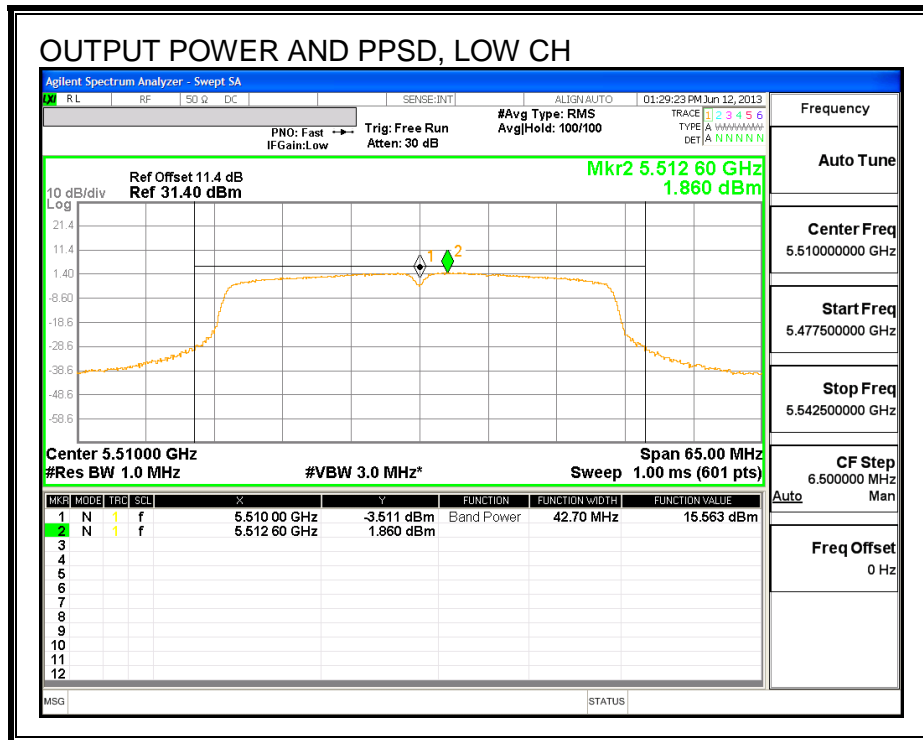 OUTPUT POWER AND PPSD, LOW CH
Agilent Spectrum Analyzer - Swept SA
LXI RL RF 50 Ω DC SENSE:INT ALIGN AUTO 01:29:23 PM Jun 12, 2013
#Avg Type: RMS TRACE 1 2 3 4 5 6
PNO: Fast Trig: Free Run Avg|Hold: 100/100 TYPE A WWWWW
IFGain:Low Atten: 30 dB DET A N N N N N
Mkr2 5.512 60 GHz
1.860 dBm
Ref Offset 11.4 dB
10 dB/div Ref 31.40 dBm
Log
21.4
11.4
1.40
-8.60
-18.6
-28.6
-38.6
-48.6
-58.6
1 2
Center 5.51000 GHz Span 65.00 MHz
#Res BW 1.0 MHz #VBW 3.0 MHz* Sweep 1.00 ms (601 pts)
MKR MODE TRC SCL X Y FUNCTION FUNCTION WIDTH FUNCTION VALUE
1 N 1 f 5.510 00 GHz -3.511 dBm Band Power 42.70 MHz 15.563 dBm
2 N 1 f 5.512 60 GHz 1.860 dBm
3
4
5
6
7
8
9
10
11
12
MSG STATUS
Frequency
Auto Tune
Center Freq
5.510000000 GHz
Start Freq
5.477500000 GHz
Stop Freq
5.542500000 GHz
CF Step
6.500000 MHz
Auto Man
Freq Offset
0 Hz